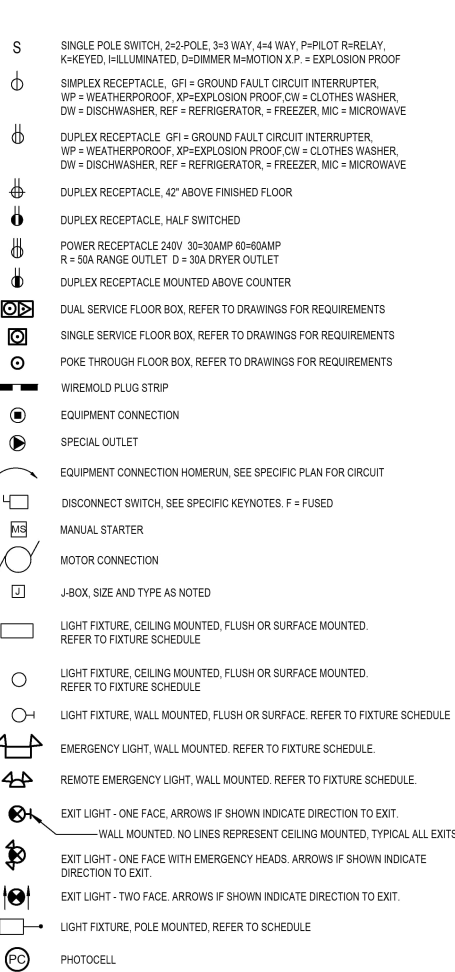 S SINGLE POLE SWITCH, 2=2-POLE, 3=3 WAY, 4=4 WAY, P=PILOT R=RELAY,
K=KEYED, I=ILLUMINATED, D=DIMMER M=MOTION X.P. = EXPLOSION PROOF
SIMPLEX RECEPTACLE, GFI = GROUND FAULT CIRCUIT INTERRUPTER,
WP = WEATHERPOROOF, XP=EXPLOSION PROOF,CW = CLOTHES WASHER,
DW = DISCHWASHER, REF = REFRIGERATOR, = FREEZER, MIC = MICROWAVE
DUPLEX RECEPTACLE GFI = GROUND FAULT CIRCUIT INTERRUPTER,
WP = WEATHERPOROOF, XP=EXPLOSION PROOF,CW = CLOTHES WASHER,
DW = DISCHWASHER, REF = REFRIGERATOR, = FREEZER, MIC = MICROWAVE
DUPLEX RECEPTACLE, 42" ABOVE FINISHED FLOOR
DUPLEX RECEPTACLE, HALF SWITCHED
POWER RECEPTACLE 240V 30=30AMP 60=60AMP
R = 50A RANGE OUTLET D = 30A DRYER OUTLET
DUPLEX RECEPTACLE MOUNTED ABOVE COUNTER
DUAL SERVICE FLOOR BOX, REFER TO DRAWINGS FOR REQUIREMENTS
SINGLE SERVICE FLOOR BOX, REFER TO DRAWINGS FOR REQUIREMENTS
POKE THROUGH FLOOR BOX, REFER TO DRAWINGS FOR REQUIREMENTS
WIREMOLD PLUG STRIP
EQUIPMENT CONNECTION
SPECIAL OUTLET
EQUIPMENT CONNECTION HOMERUN, SEE SPECIFIC PLAN FOR CIRCUIT
DISCONNECT SWITCH, SEE SPECIFIC KEYNOTES. F = FUSED
MS MANUAL STARTER
MOTOR CONNECTION
J J-BOX, SIZE AND TYPE AS NOTED
LIGHT FIXTURE, CEILING MOUNTED, FLUSH OR SURFACE MOUNTED.
REFER TO FIXTURE SCHEDULE
LIGHT FIXTURE, CEILING MOUNTED, FLUSH OR SURFACE MOUNTED.
REFER TO FIXTURE SCHEDULE
LIGHT FIXTURE, WALL MOUNTED, FLUSH OR SURFACE. REFER TO FIXTURE SCHEDULE
EMERGENCY LIGHT, WALL MOUNTED. REFER TO FIXTURE SCHEDULE.
REMOTE EMERGENCY LIGHT, WALL MOUNTED. REFER TO FIXTURE SCHEDULE.
EXIT LIGHT - ONE FACE, ARROWS IF SHOWN INDICATE DIRECTION TO EXIT.
WALL MOUNTED. NO LINES REPRESENT CEILING MOUNTED, TYPICAL ALL EXITS
EXIT LIGHT - ONE FACE WITH EMERGENCY HEADS. ARROWS IF SHOWN INDICATE
DIRECTION TO EXIT.
EXIT LIGHT - TWO FACE. ARROWS IF SHOWN INDICATE DIRECTION TO EXIT.
LIGHT FIXTURE, POLE MOUNTED, REFER TO SCHEDULE
PC PHOTOCELL